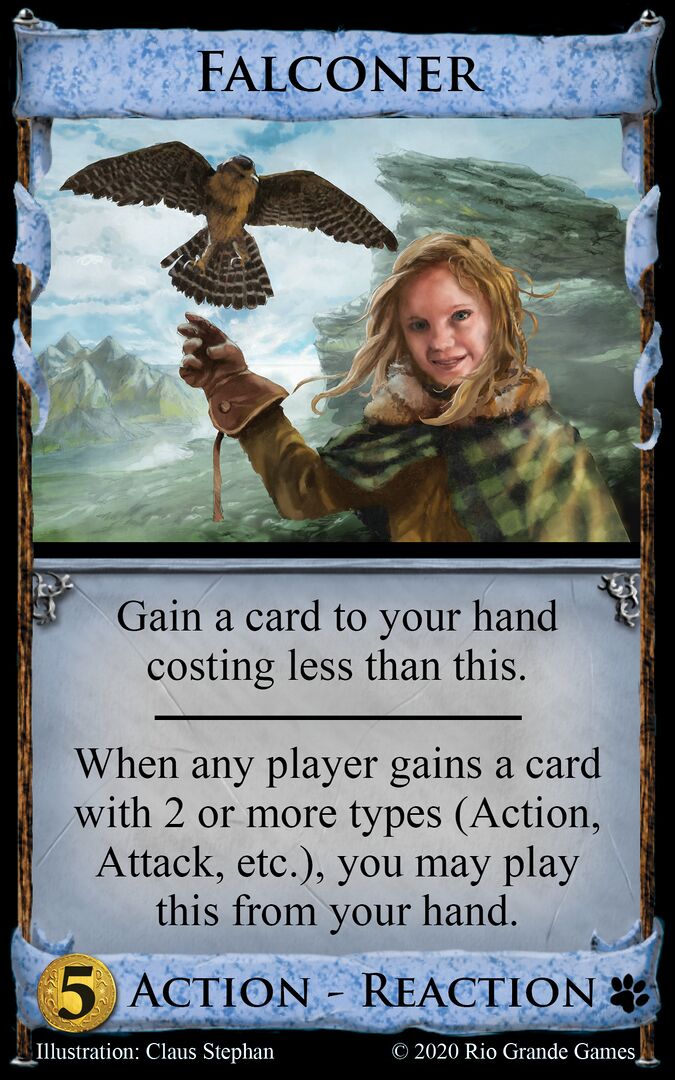 FALCONER
Gain a card to your hand
costing less than this.
When any player gains a card
with 2 or more types (Action,
Attack, etc.), you may play
this from your hand.
5 ACTION - REACTION
Illustration: Claus Stephan © 2020 Rio Grande Games